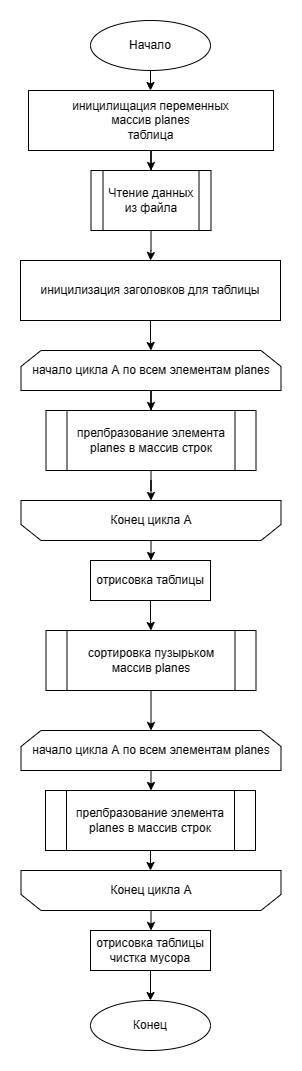 Начало
иницилищация переменных
массив planes
таблица
Чтение данных
из файла
иницилизация заголовков для таблицы
начало цикла А по всем элементам planes
прелбразование элемента
planes в массив строк
Конец цикла А
отрисовка таблицы
сортировка пузырьком
массив planes
начало цикла А по всем элементам planes
прелбразование элемента
planes в массив строк
Конец цикла А
отрисовка таблицы
чистка мусора
Конец